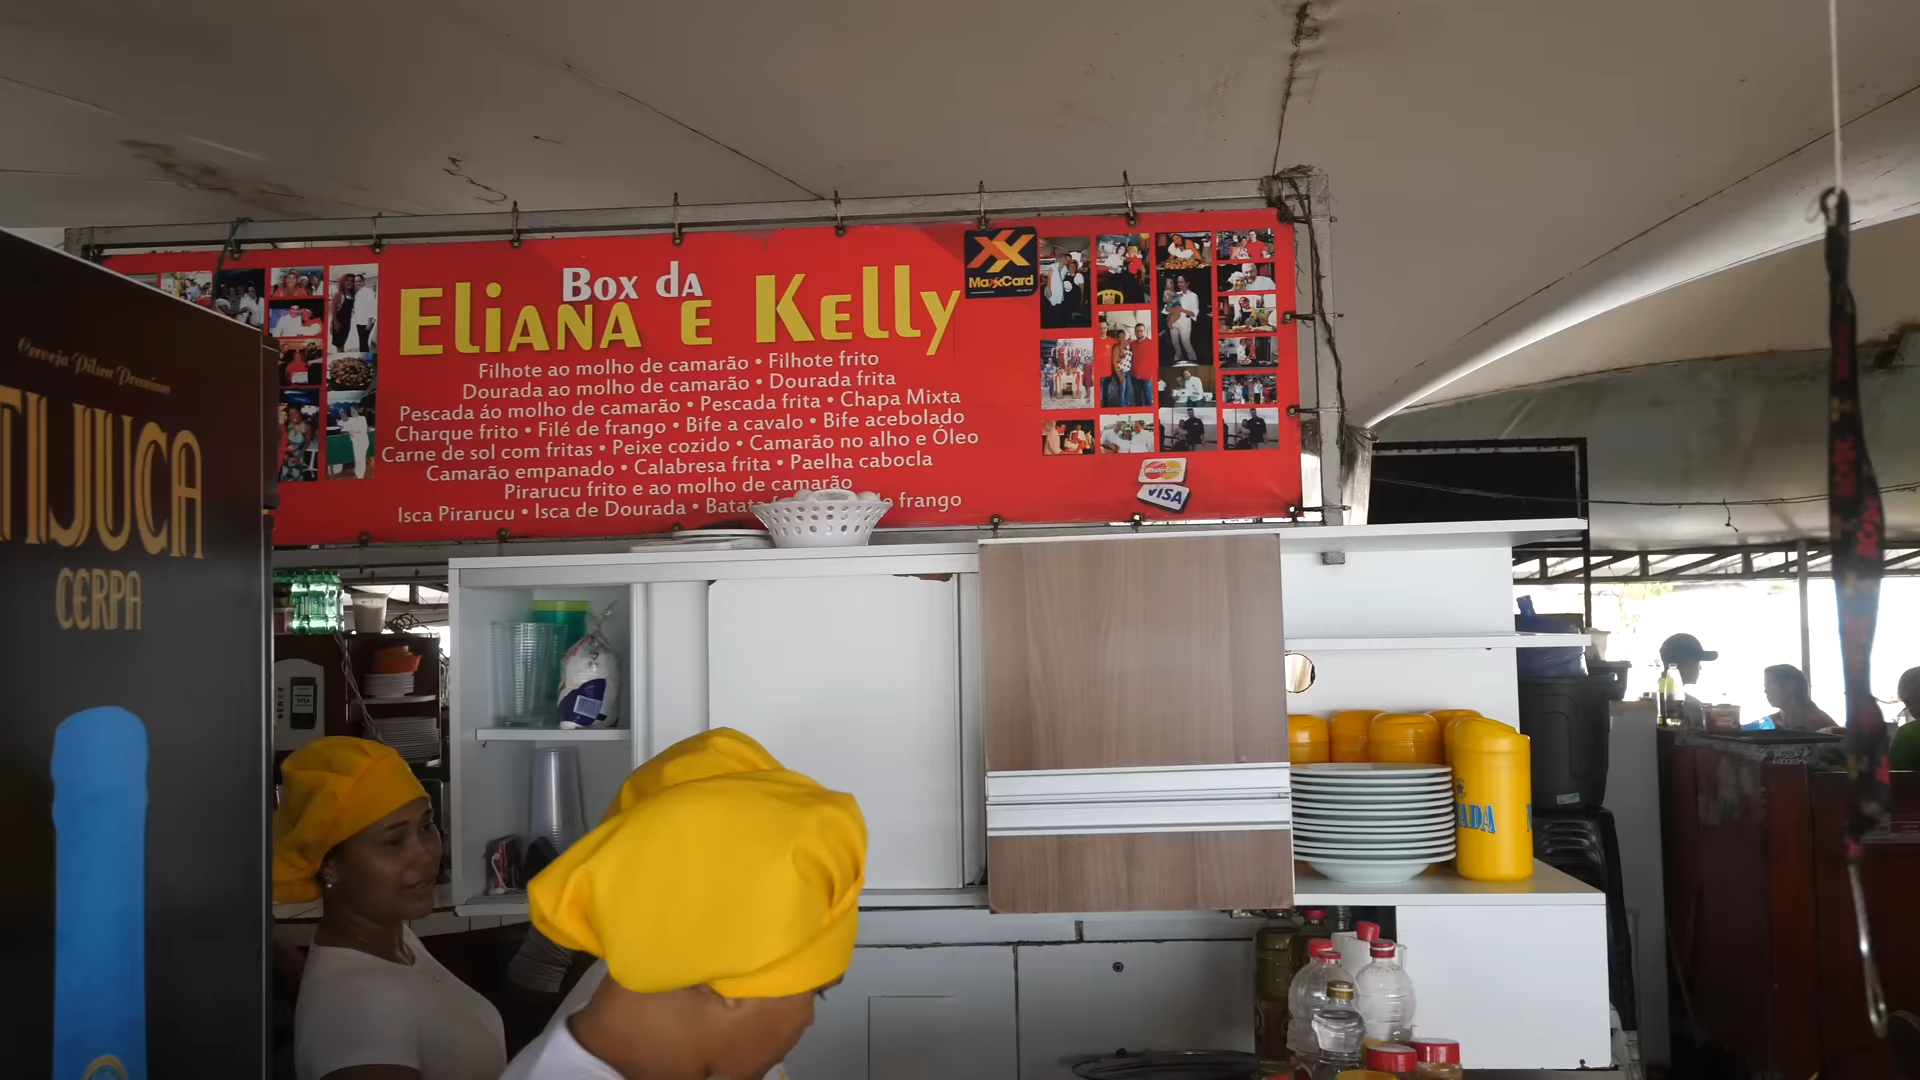 Box da
Eliana e Kelly
MaxxCard
Filhote ao molho de camarão • Filhote frito
Dourada ao molho de camarão • Dourada frita
Pescada áo molho de camarão • Pescada frita • Chapa Mixta
Charque frito • Filé de frango • Bife a cavalo • Bife acebolado
Carne de sol com fritas • Peixe cozido • Camarão no alho e Óleo
Camarão empanado • Calabresa frita • Paelha cabocla
Pirarucu frito e ao molho de camarão
Isca Pirarucu • Isca de Dourada • frango
MasterCard
VISA
Cerveja Pilsen Premium
TIJUCA
CERPA
VISA
ADA